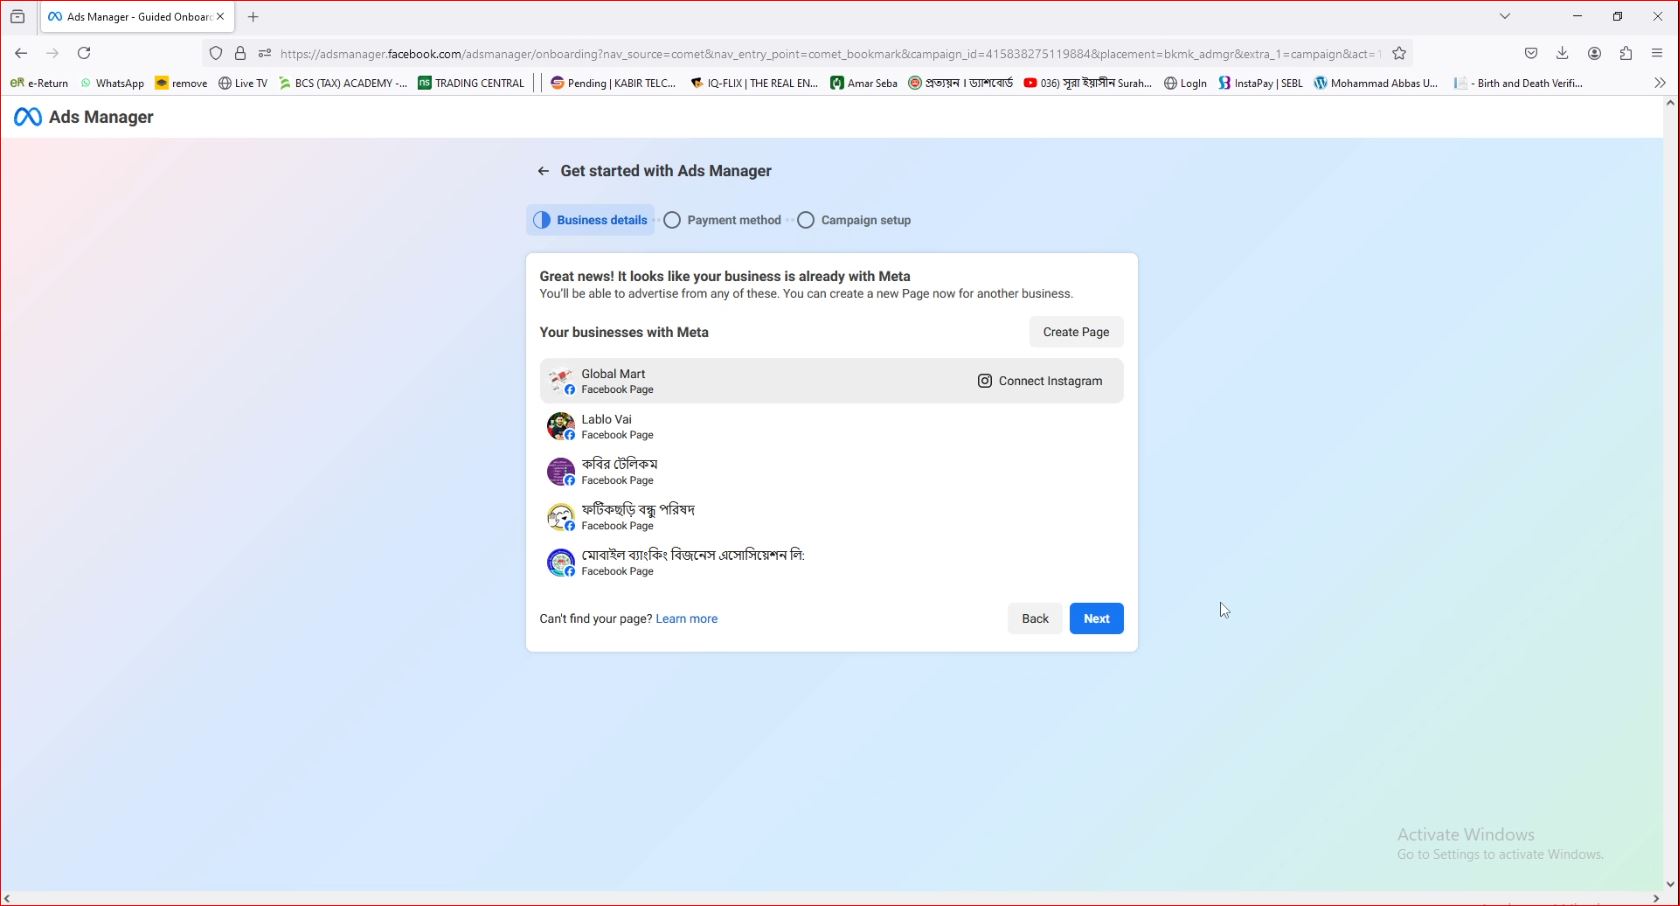 Ads Manager - Guided Onboar
https://adsmanager.facebook.com/adsmanager/onboarding?nav_source=comet&nav_entry_point=comet_bookmark&campaign_id=415838275119884&placement=bkmk_admgr&extra_1=campaign&act=1
eR e-Return WhatsApp remove Live TV BCS (TAX) ACADEMY -... ns TRADING CENTRAL Pending | KABIR TELC... IQ-FLIX | THE REAL EN... Amar Seba প্রত্যয়ন । ড্যাশবোর্ড 036) সূরা ইয়াসীন Surah... LogIn InstaPay | SEBL Mohammad Abbas U... - Birth and Death Verifi...
Ads Manager
Get started with Ads Manager
Business details Payment method Campaign setup
Great news! It looks like your business is already with Meta
You'll be able to advertise from any of these. You can create a new Page now for another business.
Your businesses with Meta Create Page
Global Mart
Facebook Page Connect Instagram
Lablo Vai
Facebook Page
কবির টেলিকম
Facebook Page
ফটিকছড়ি বন্ধু পরিষদ
Facebook Page
মোবাইল ব্যাংকিং বিজনেস এসোসিয়েশন লি:
Facebook Page
Can't find your page? Learn more Back Next
Activate Windows
Go to Settings to activate Windows.